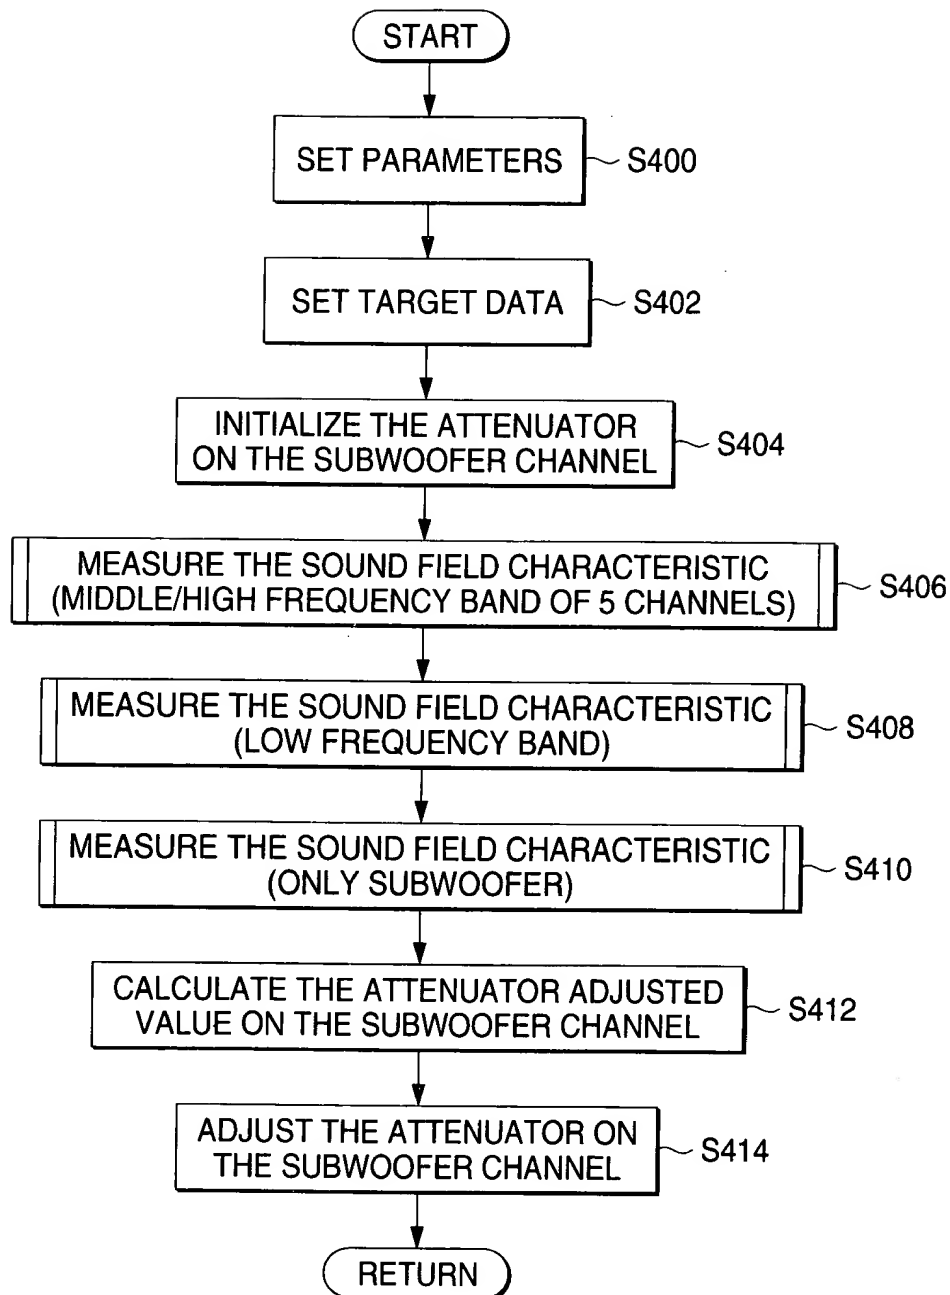 START
SET PARAMETERS
S400
SET TARGET DATA
S402
INITIALIZE THE ATTENUATOR
ON THE SUBWOOFER CHANNEL
S404
MEASURE THE SOUND FIELD CHARACTERISTIC
(MIDDLE/HIGH FREQUENCY BAND OF 5 CHANNELS)
S406
MEASURE THE SOUND FIELD CHARACTERISTIC
(LOW FREQUENCY BAND)
S408
MEASURE THE SOUND FIELD CHARACTERISTIC
(ONLY SUBWOOFER)
S410
CALCULATE THE ATTENUATOR ADJUSTED
VALUE ON THE SUBWOOFER CHANNEL
S412
ADJUST THE ATTENUATOR ON
THE SUBWOOFER CHANNEL
S414
RETURN